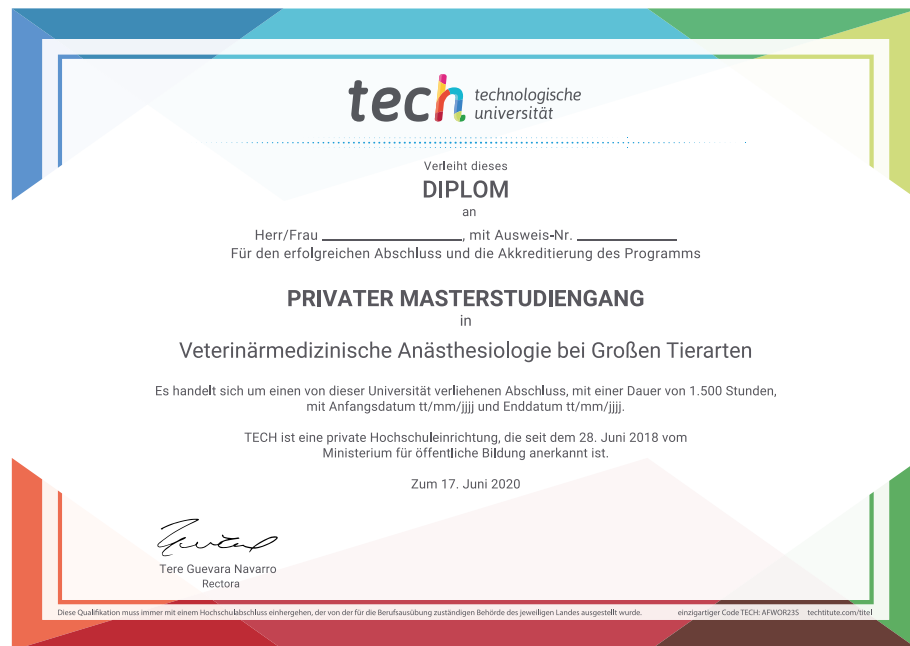 tech technologische
universität
Verleiht dieses
DIPLOM
an
Herr/Frau ____________________, mit Ausweis-Nr. ______________
Für den erfolgreichen Abschluss und die Akkreditierung des Programms
PRIVATER MASTERSTUDIENGANG
in
Veterinärmedizinische Anästhesiologie bei Großen Tierarten
Es handelt sich um einen von dieser Universität verliehenen Abschluss, mit einer Dauer von 1.500 Stunden,
mit Anfangsdatum tt/mm/jjjj und Enddatum tt/mm/jjjj.
TECH ist eine private Hochschuleinrichtung, die seit dem 28. Juni 2018 vom
Ministerium für öffentliche Bildung anerkannt ist.
Zum 17. Juni 2020
Tere Guevara Navarro
Rectora
Diese Qualifikation muss immer mit einem Hochschulabschluss einhergehen, der von der für die Berufsausübung zuständigen Behörde des jeweiligen Landes ausgestellt wurde. einzigartiger Code TECH: AFWOR23S techtitute.com/titel